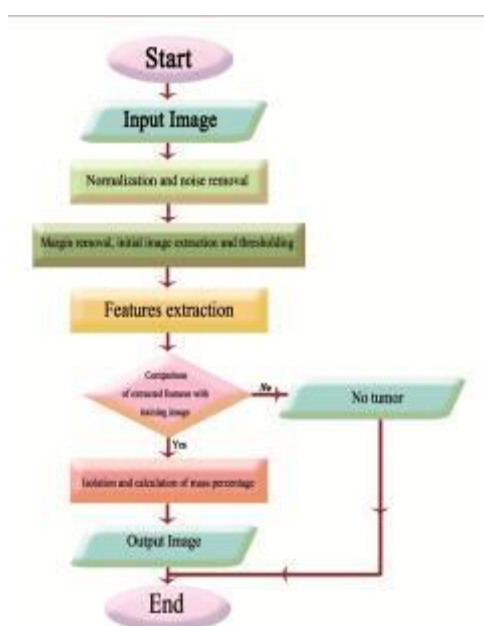 Start
Input Image
Normalization and noise removal
Margin removal, initial image extraction and thresholding
Features extraction
Comparison
of extracted features with
training image
No
No tumor
Yes
Isolation and calculation of mass percentage
Output Image
End